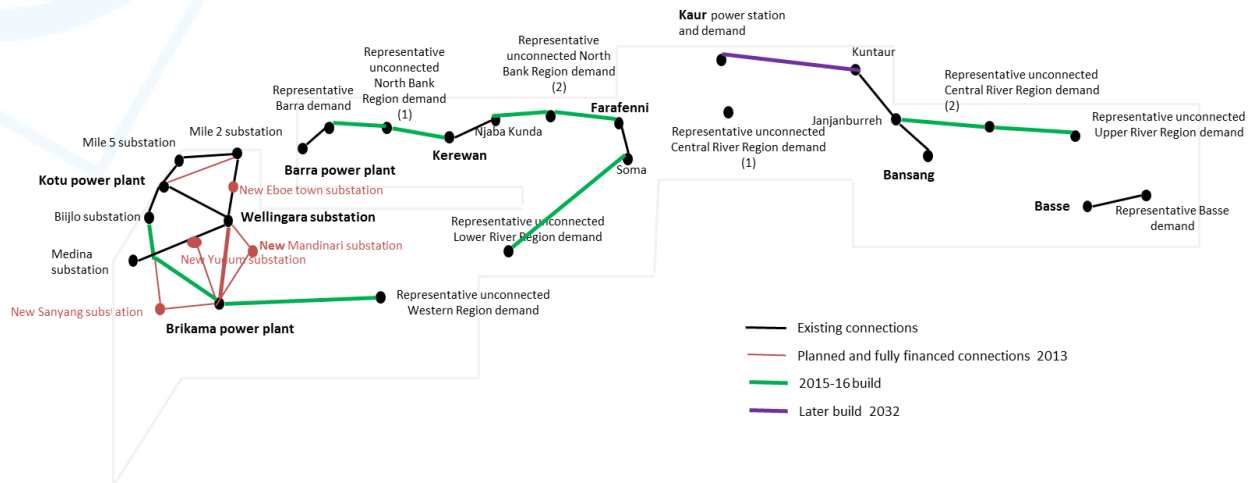 Kaur power station
and demand
Kuntaur
Representative
unconnected
North Bank
Region demand
(1)
Representative
unconnected North
Bank Region demand
(2)
Representative
Barra demand
Representative unconnected
Central River Region demand
(2)
Farafenni
Janjanburreh
Representative unconnected
Upper River Region demand
Mile 2 substation
Mile 5 substation
Njaba Kunda
Kerewan
Barra power plant
Representative unconnected
Central River Region demand
(1)
Soma
Bansang
Kotu power plant
New Eboe town substation
Biijlo substation
Wellingara substation
Basse
Representative Basse
demand
Representative unconnected
Lower River Region demand
New Mandinari substation
Medina
substation
New Yudum substation
Representative unconnected
Western Region demand
New Sanyang substation
Brikama power plant
Existing connections
Planned and fully financed connections 2013
2015-16 build
Later build 2032